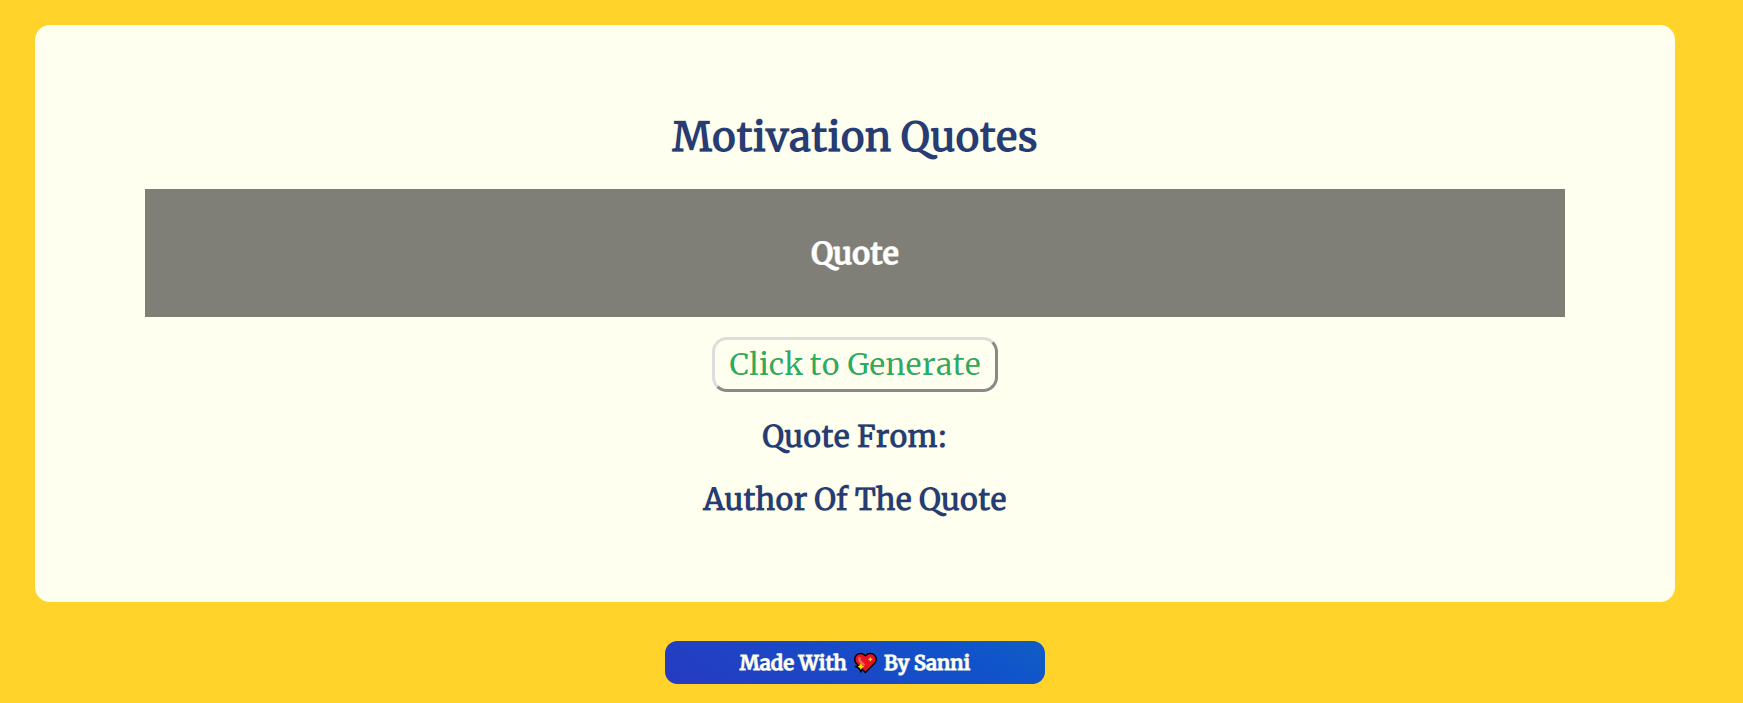 Motivation Quotes
Quote
Click to Generate
Quote From:
Author Of The Quote
Made With 💖 By Sanni